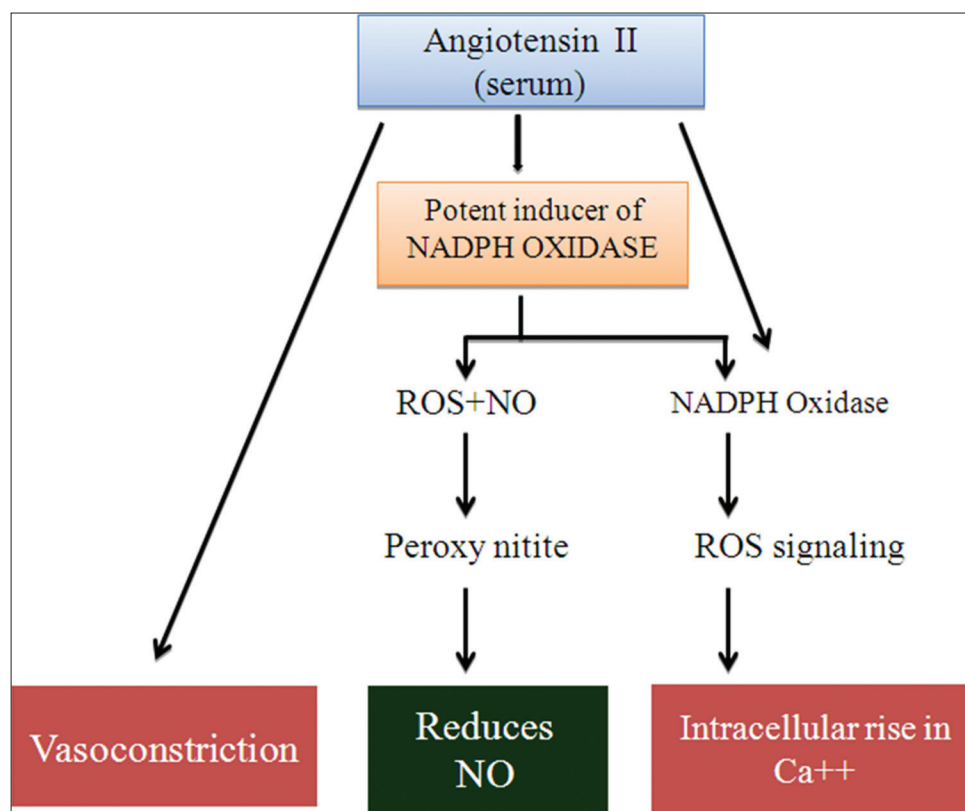 Angiotensin II
(serum)
Potent inducer of
NADPH OXIDASE
ROS+NO
NADPH Oxidase
Peroxy nitite
ROS signaling
Vasoconstriction
Reduces
NO
Intracellular rise in
Ca++